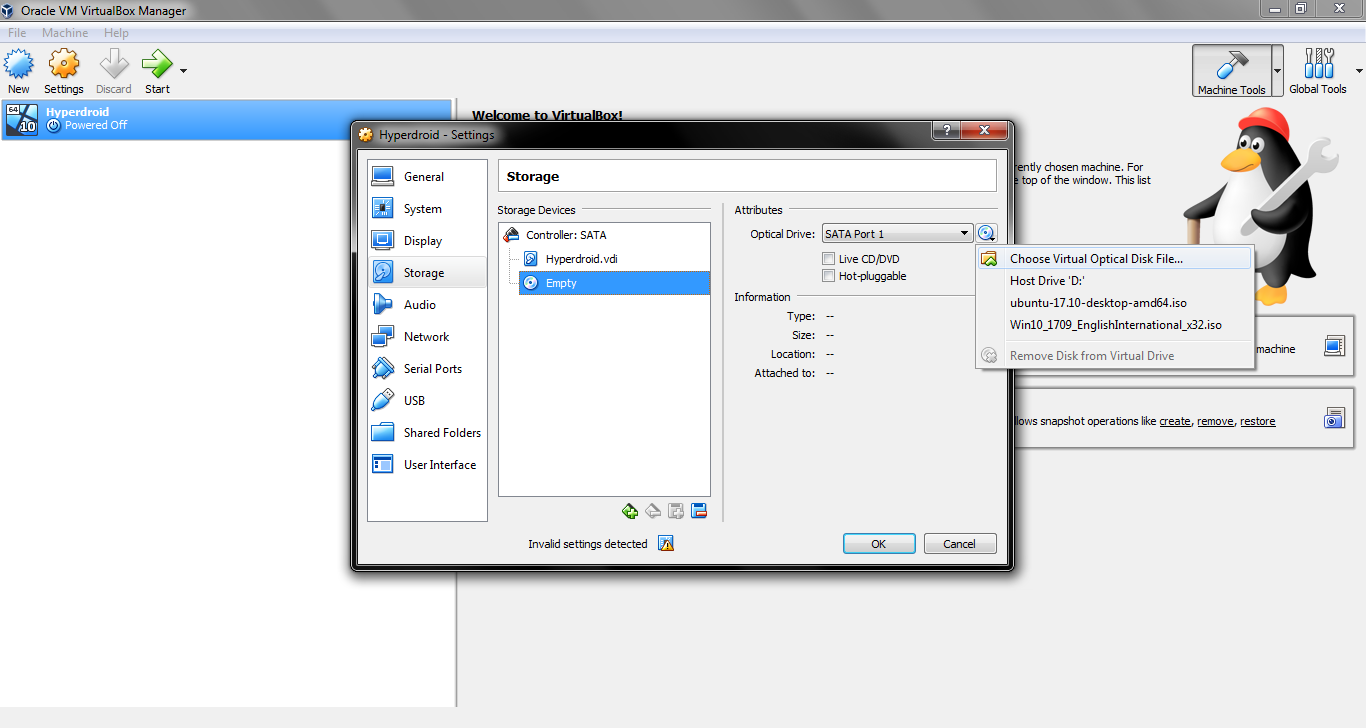 Oracle VM VirtualBox Manager
File Machine Help
New Settings Discard Start
Machine Tools Global Tools
64
10
Hyperdroid
Powered Off
Welcome to VirtualBox!
rently chosen machine. For
e top of the window. This list
machine
llows snapshot operations like create, remove, restore
Hyperdroid - Settings
?
General
System
Display
Storage
Audio
Network
Serial Ports
USB
Shared Folders
User Interface
Storage
Storage Devices
Controller: SATA
Hyperdroid.vdi
Empty
Attributes
Optical Drive: SATA Port 1
Live CD/DVD
Hot-pluggable
Information
Type: --
Size: --
Location: --
Attached to: --
Choose Virtual Optical Disk File...
Host Drive 'D:'
ubuntu-17.10-desktop-amd64.iso
Win10_1709_EnglishInternational_x32.iso
Remove Disk from Virtual Drive
Invalid settings detected
OK Cancel